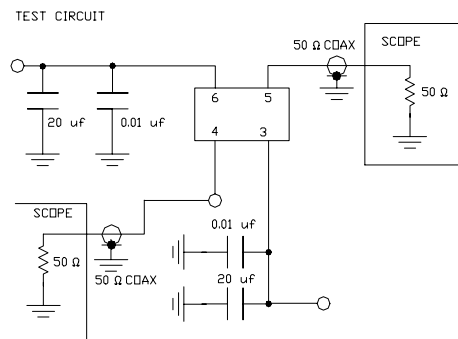 TEST CIRCUIT
50 Ω COAX
SCOPE
50 Ω
6 5
4 3
20 uf
0.01 uf
SCOPE
50 Ω
50 Ω COAX
0.01 uf
20 uf